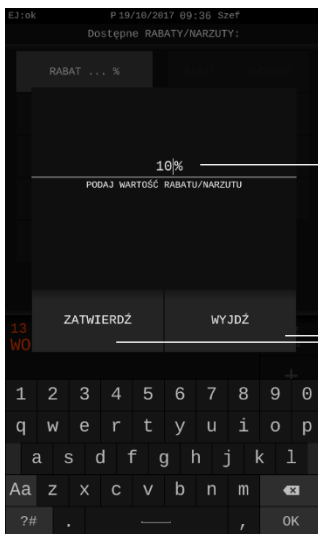 EJ:ok P 19/10/2017 09:36 Szef
Dostępne RABATY/NARZUTY:
RABAT ... %
10%
PODAJ WARTOŚĆ RABATU/NARZUTU
ZATWIERDŹ WYJDŹ
13
WO
1 2 3 4 5 6 7 8 9 0
q w e r t y u i o p
a s d f g h j k l
Aa z x c v b n m
?# . , OK